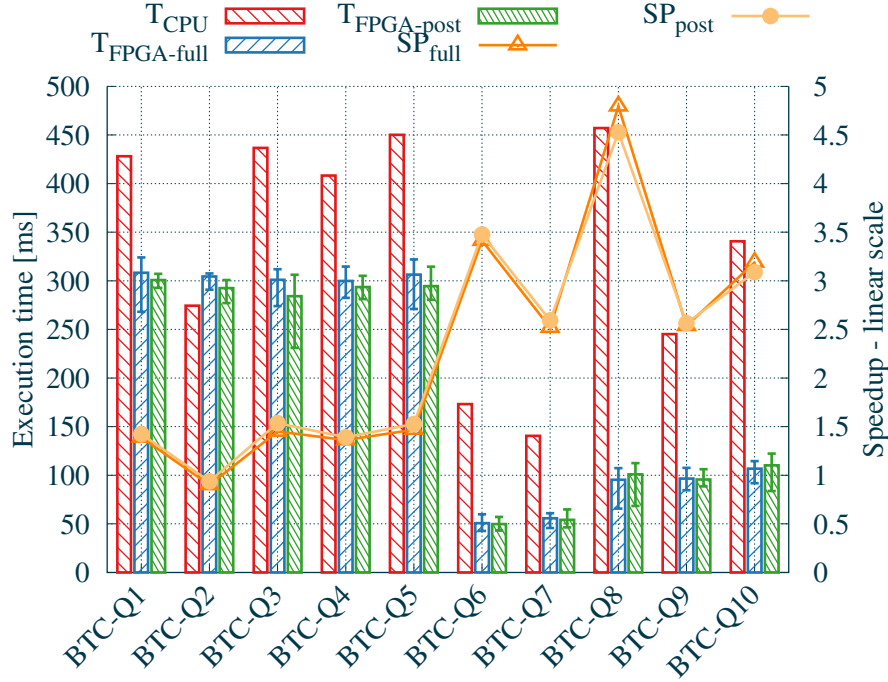 T_CPU T_FPGA-post SP_post
T_FPGA-full SP_full
500 5
450 4.5
400 4
350 3.5
300 3
250 2.5
200 2
150 1.5
100 1
50 0.5
0 0
Execution time [ms]
Speedup - linear scale
BTC-Q1 BTC-Q2 BTC-Q3 BTC-Q4 BTC-Q5 BTC-Q6 BTC-Q7 BTC-Q8 BTC-Q9 BTC-Q10